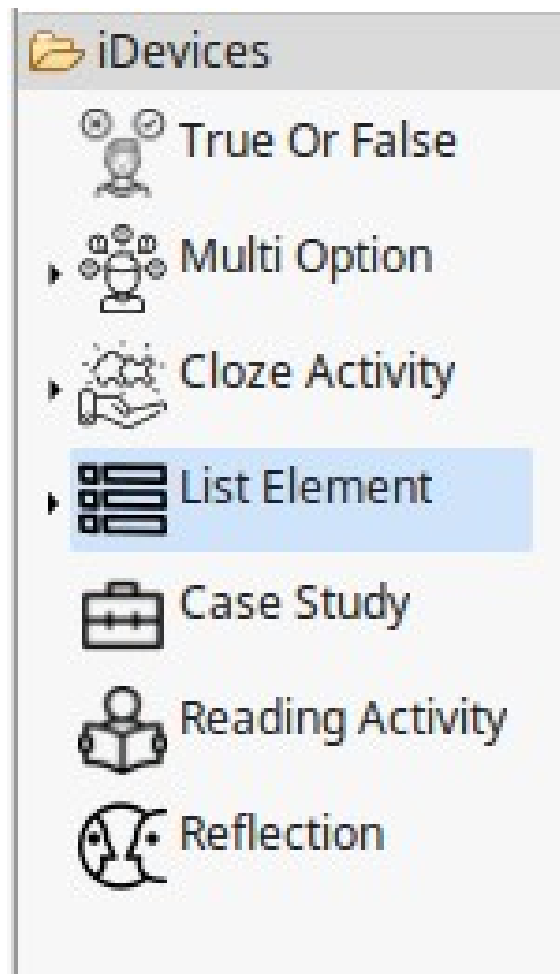 iDevices
True Or False
Multi Option
Cloze Activity
List Element
Case Study
Reading Activity
Reflection